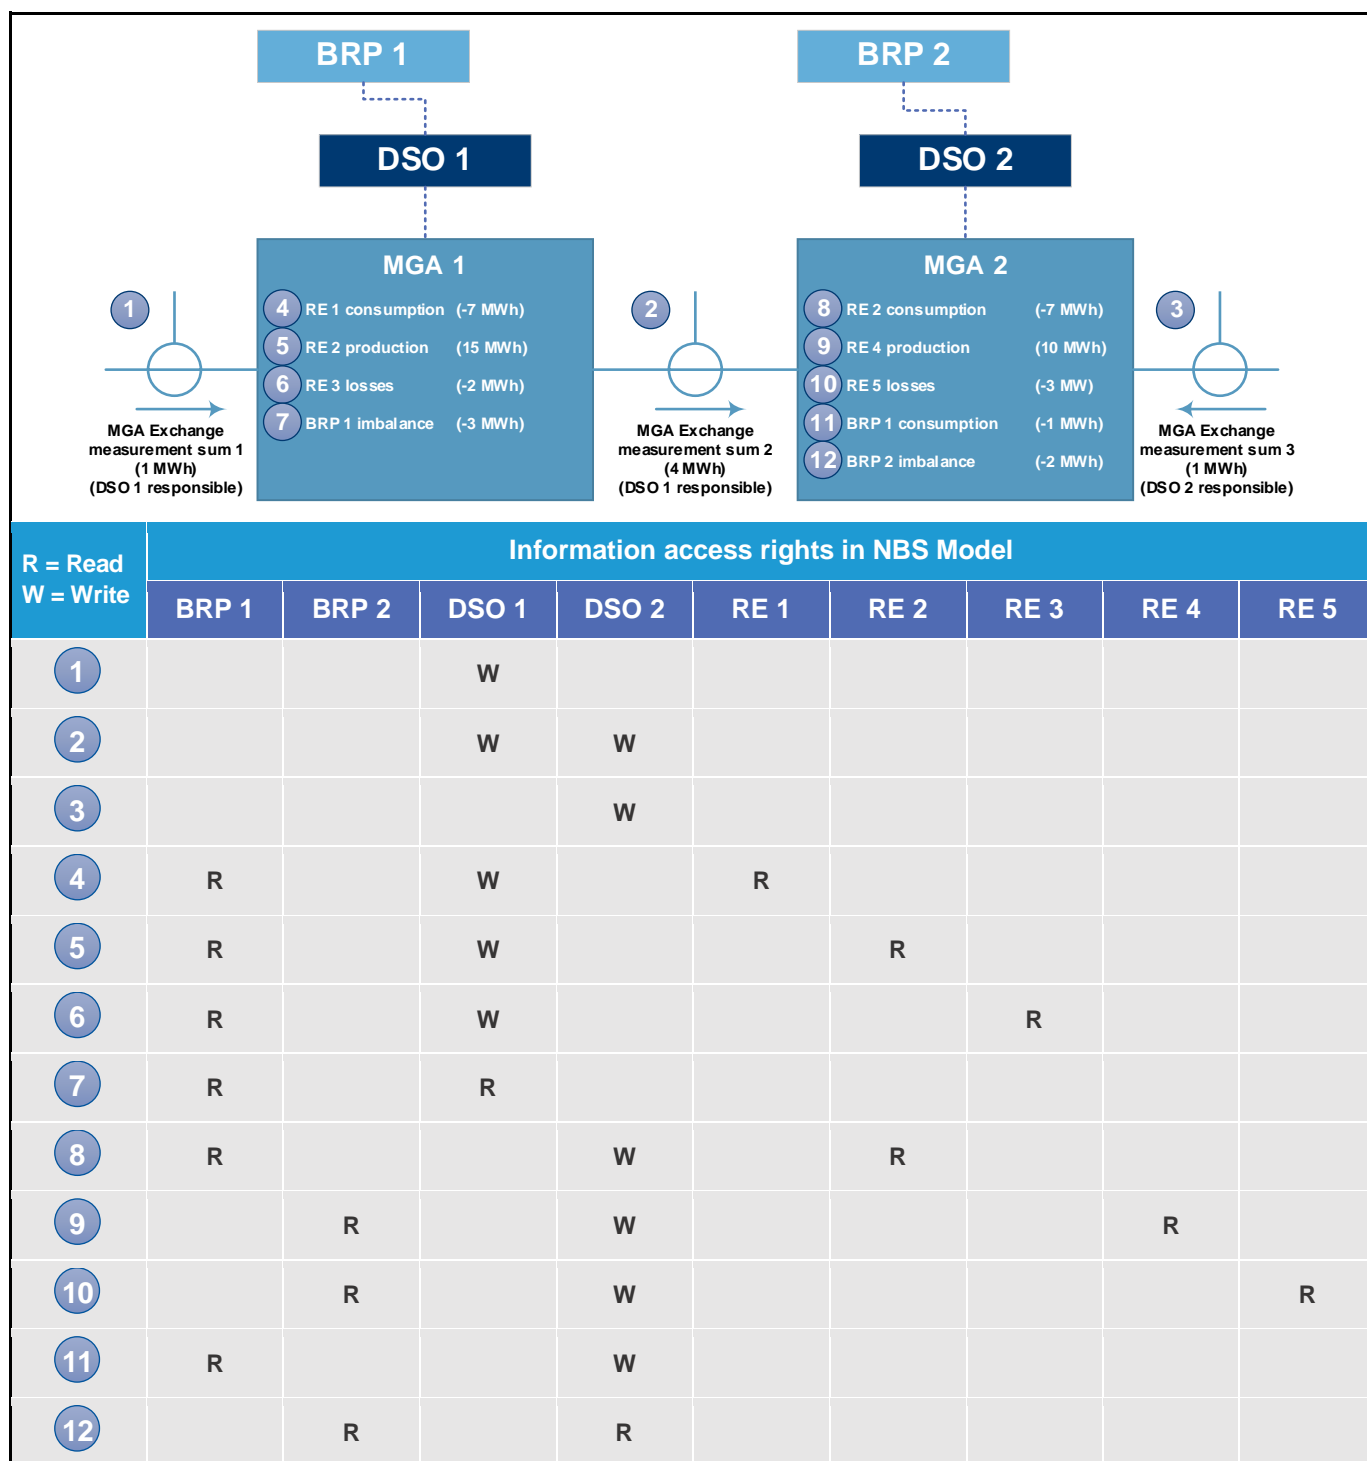 BRP 1
BRP 2
DSO 1
DSO 2
MGA 1
4 RE 1 consumption (-7 MWh)
5 RE 2 production (15 MWh)
6 RE 3 losses (-2 MWh)
7 BRP 1 imbalance (-3 MWh)
MGA 2
8 RE 2 consumption (-7 MWh)
9 RE 4 production (10 MWh)
10 RE 5 losses (-3 MW)
11 BRP 1 consumption (-1 MWh)
12 BRP 2 imbalance (-2 MWh)
1
MGA Exchange
measurement sum 1
(1 MWh)
(DSO 1 responsible)
2
MGA Exchange
measurement sum 2
(4 MWh)
(DSO 1 responsible)
3
MGA Exchange
measurement sum 3
(1 MWh)
(DSO 2 responsible)
R = Read
W = Write
Information access rights in NBS Model
BRP 1 BRP 2 DSO 1 DSO 2 RE 1 RE 2 RE 3 RE 4 RE 5
1 W
2 W W
3 W
4 R W R
5 R W R
6 R W R
7 R R
8 R W R
9 R W R
10 R W R
11 R W
12 R R